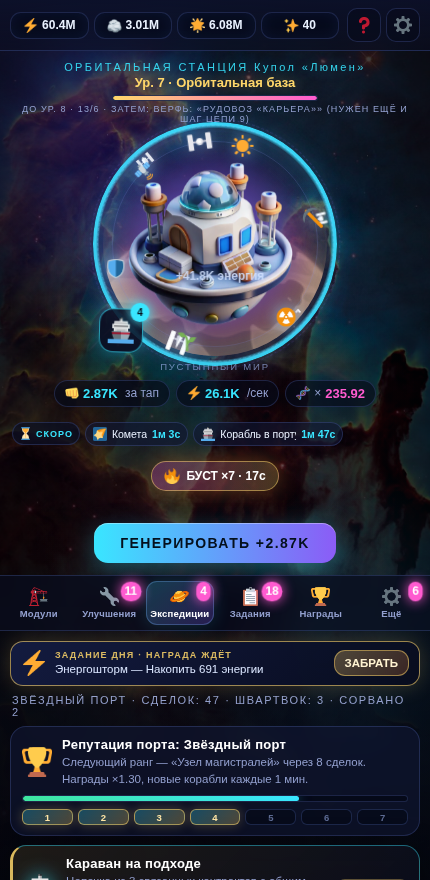 60.4M 3.01M 6.08M 40
ОРБИТАЛЬНАЯ СТАНЦИЯ Купол «Люмен»
Ур. 7 · Орбитальная база
ДО УР. 8 · 13/6 · ЗАТЕМ: ВЕРФЬ: «РУДОВОЗ «КАРЬЕРА»» (НУЖЕН ЕЩЁ И
ШАГ ЦЕПИ 9)
+41.8K энергия
4
ПУСТЫННЫЙ МИР
2.87K за тап
26.1K /сек
× 235.92
СКОРО
Комета 1м 3с
Корабль в порту 1м 47с
БУСТ ×7 · 17с
ГЕНЕРИРОВАТЬ +2.87K
11 4 18 6
Модули Улучшения Экспедиции Задания Награды Ещё
ЗАДАНИЕ ДНЯ · НАГРАДА ЖДЁТ
Энергошторм — Накопить 691 энергии
ЗАБРАТЬ
ЗВЁЗДНЫЙ ПОРТ · СДЕЛОК: 47 · ШВАРТОВК: 3 · СОРВАНО
2
Репутация порта: Звёздный порт
Следующий ранг — «Узел магистралей» через 8 сделок.
Награды ×1.30, новые корабли каждые 1 мин.
1 2 3 4 5 6 7
Караван на подходе